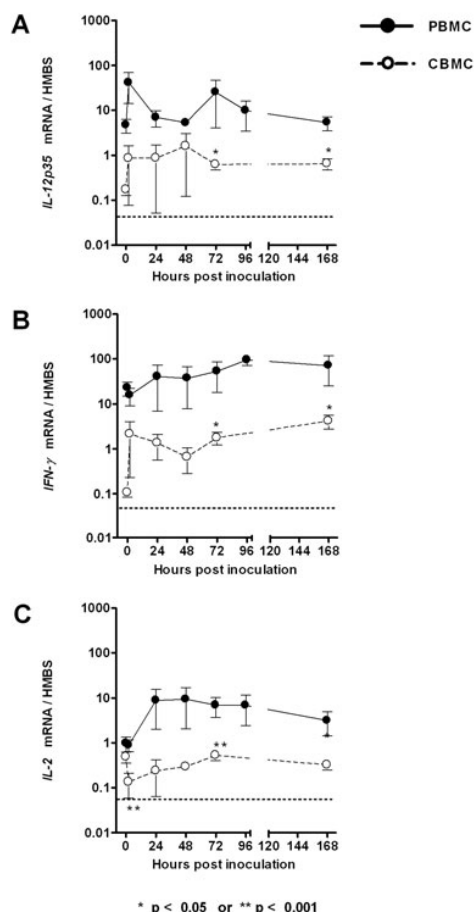 A
PBMC
CBMC
IL-12p35 mRNA / HMBS
1000
100
10
1
0.1
0.01
*
*
0 24 48 72 96 120 144 168
Hours post inoculation
B
IFN-γ mRNA / HMBS
1000
100
10
1
0.1
0.01
*
*
0 24 48 72 96 120 144 168
Hours post inoculation
C
IL-2 mRNA / HMBS
1000
100
10
1
0.1
0.01
**
**
*
0 24 48 72 96 120 144 168
Hours post inoculation
* p < 0.05 or ** p < 0.001